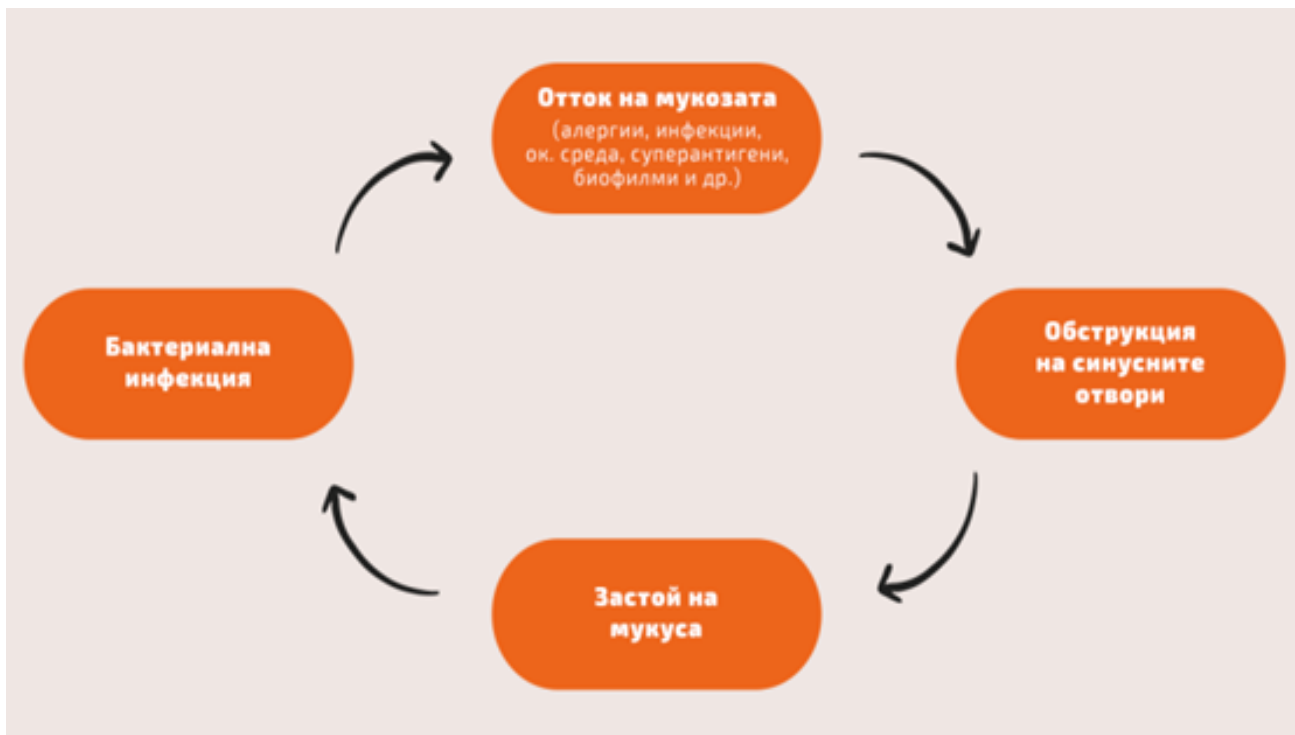 Отток на мукозата
(алергии, инфекции,
ок. среда, суперантигени,
биофилми и др.)
Обструкция
на синусните
отвори
Застой на
мукуса
Бактериална
инфекция